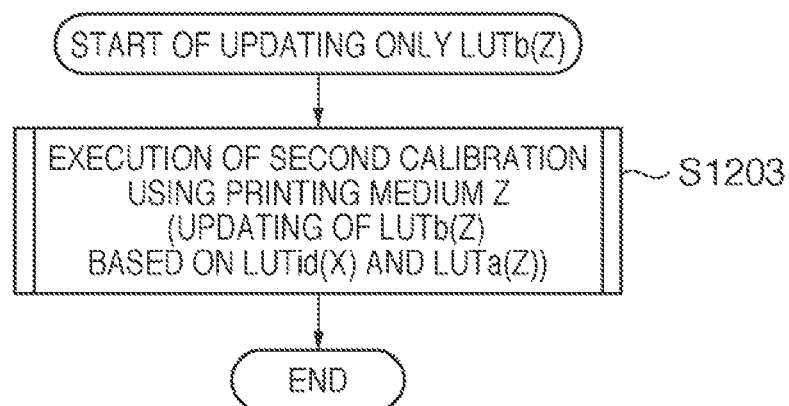 START OF UPDATING ONLY LUTb(Z)
EXECUTION OF SECOND CALIBRATION
USING PRINTING MEDIUM Z
(UPDATING OF LUTb(Z)
BASED ON LUTid(X) AND LUTa(Z))
S1203
END